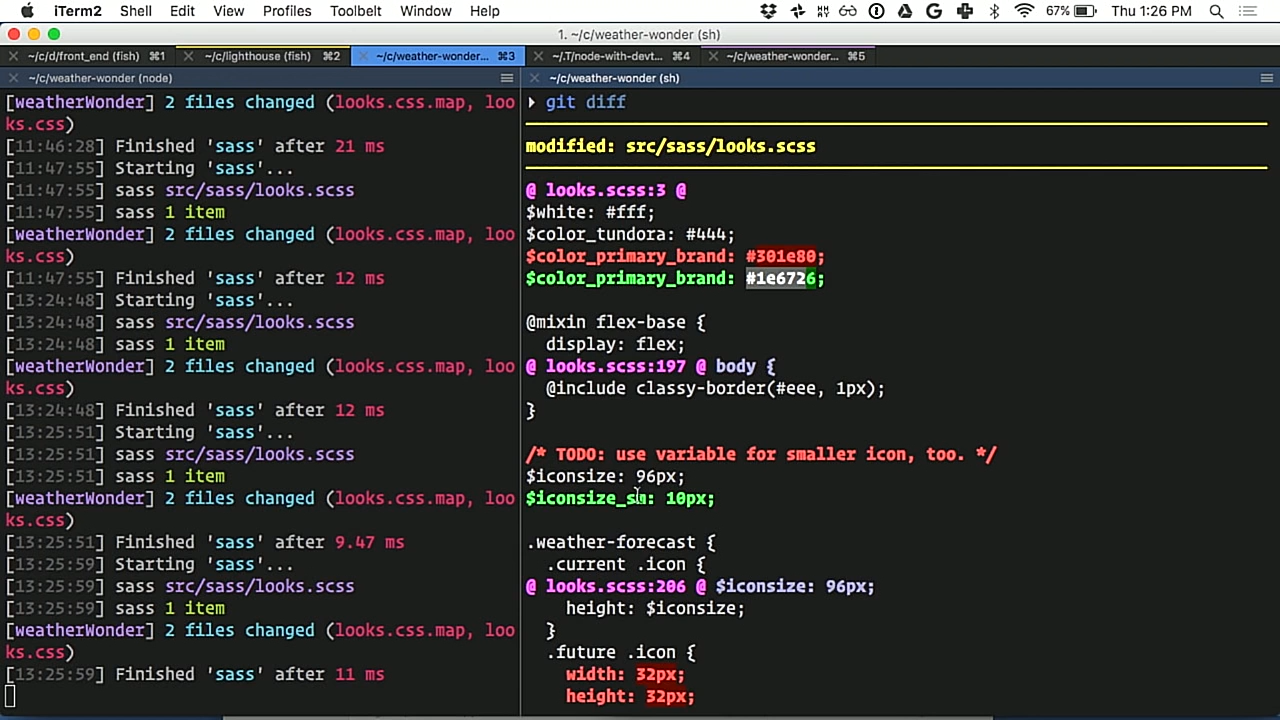 iTerm2 Shell Edit View Profiles Toolbelt Window Help 67% Thu 1:26 PM
1. ~/c/weather-wonder (sh)
~/c/d/front_end (fish) ⌘1 ~/c/lighthouse (fish) ⌘2 ~/c/weather-wonder... ⌘3 ~/.T/node-with-devt... ⌘4 ~/c/weather-wonder... ⌘5
~/c/weather-wonder (node)
[weatherWonder] 2 files changed (looks.css.map, loo
ks.css)
[11:46:28] Finished 'sass' after 21 ms
[11:47:55] Starting 'sass'...
[11:47:55] sass src/sass/looks.scss
[11:47:55] sass 1 item
[weatherWonder] 2 files changed (looks.css.map, loo
ks.css)
[11:47:55] Finished 'sass' after 12 ms
[13:24:48] Starting 'sass'...
[13:24:48] sass src/sass/looks.scss
[13:24:48] sass 1 item
[weatherWonder] 2 files changed (looks.css.map, loo
ks.css)
[13:24:48] Finished 'sass' after 12 ms
[13:25:51] Starting 'sass'...
[13:25:51] sass src/sass/looks.scss
[13:25:51] sass 1 item
[weatherWonder] 2 files changed (looks.css.map, loo
ks.css)
[13:25:51] Finished 'sass' after 9.47 ms
[13:25:59] Starting 'sass'...
[13:25:59] sass src/sass/looks.scss
[13:25:59] sass 1 item
[weatherWonder] 2 files changed (looks.css.map, loo
ks.css)
[13:25:59] Finished 'sass' after 11 ms
~/c/weather-wonder (sh)
git diff
modified: src/sass/looks.scss
@ looks.scss:3 @
$white: #fff;
$color_tundora: #444;
$color_primary_brand: #301e80;
$color_primary_brand: #1e6726;
@mixin flex-base {
display: flex;
@ looks.scss:197 @ body {
@include classy-border(#eee, 1px);
}
/* TODO: use variable for smaller icon, too. */
$iconsize: 96px;
$iconsize_sm: 10px;
.weather-forecast {
.current .icon {
@ looks.scss:206 @ $iconsize: 96px;
height: $iconsize;
}
.future .icon {
width: 32px;
height: 32px;